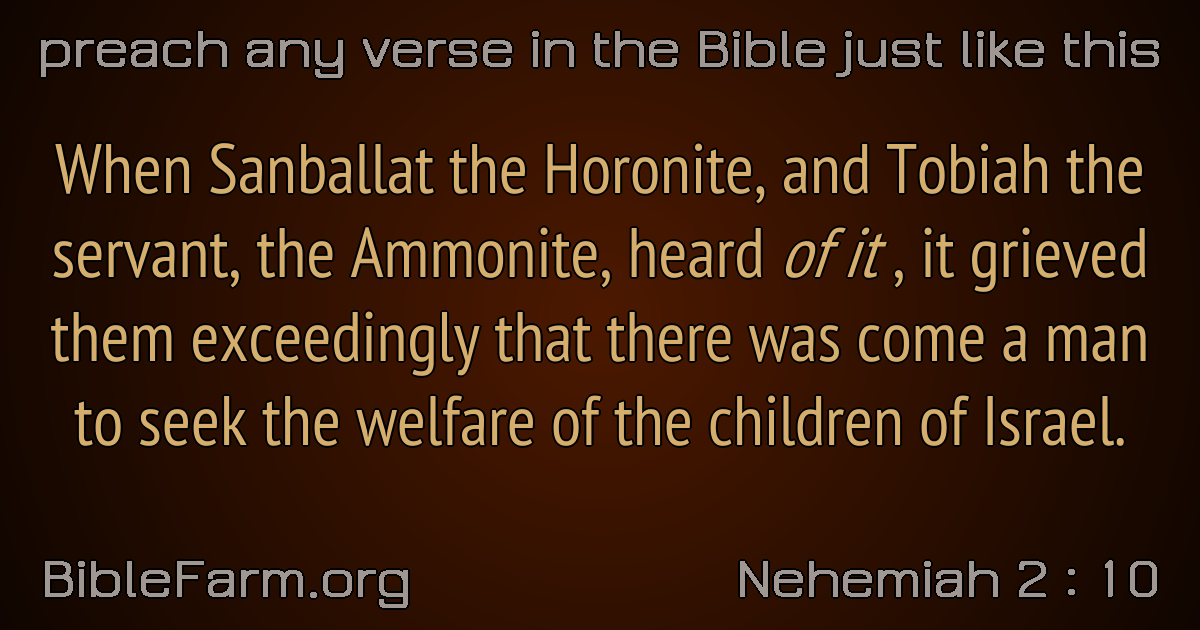 preach any verse in the Bible just like this
When Sanballat the Horonite, and Tobiah the
servant, the Ammonite, heard of it , it grieved
them exceedingly that there was come a man
to seek the welfare of the children of Israel.
BibleFarm.org
Nehemiah 2 : 10